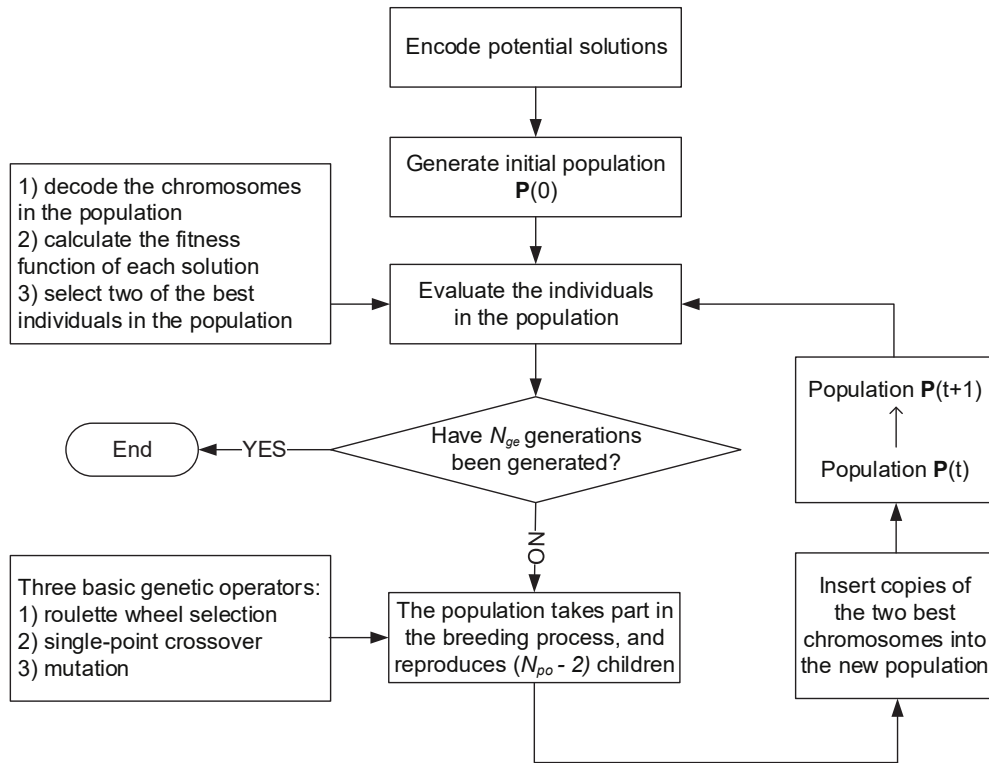 Encode potential solutions
Generate initial population
P(0)
1) decode the chromosomes
in the population
2) calculate the fitness
function of each solution
3) select two of the best
individuals in the population
Evaluate the individuals
in the population
Population P(t+1)
Population P(t)
Have Nge generations
been generated?
YES
End
NO
Three basic genetic operators:
1) roulette wheel selection
2) single-point crossover
3) mutation
The population takes part in
the breeding process, and
reproduces (Npo - 2) children
Insert copies of
the two best
chromosomes into
the new population